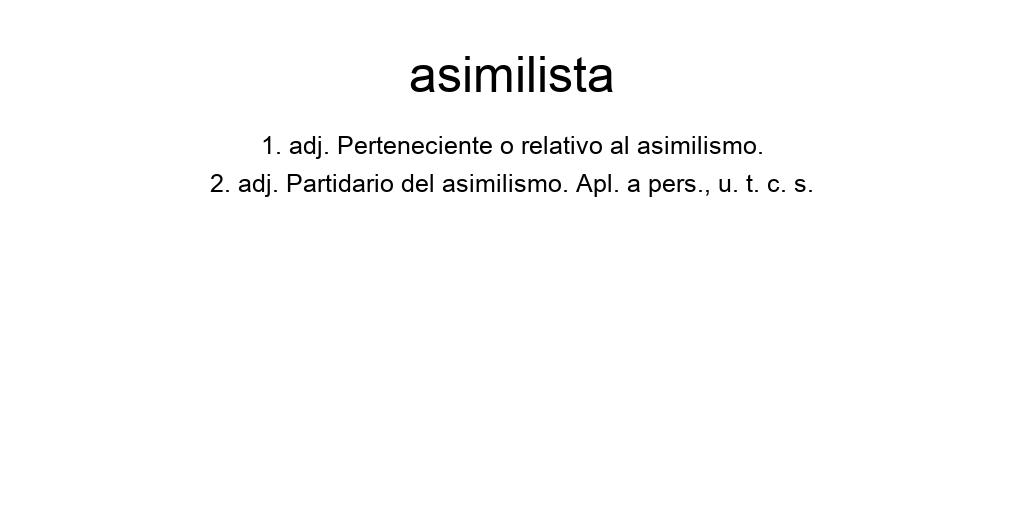 asimilista
1. adj. Perteneciente o relativo al asimilismo.
2. adj. Partidario del asimilismo. Apl. a pers., u. t. c. s.